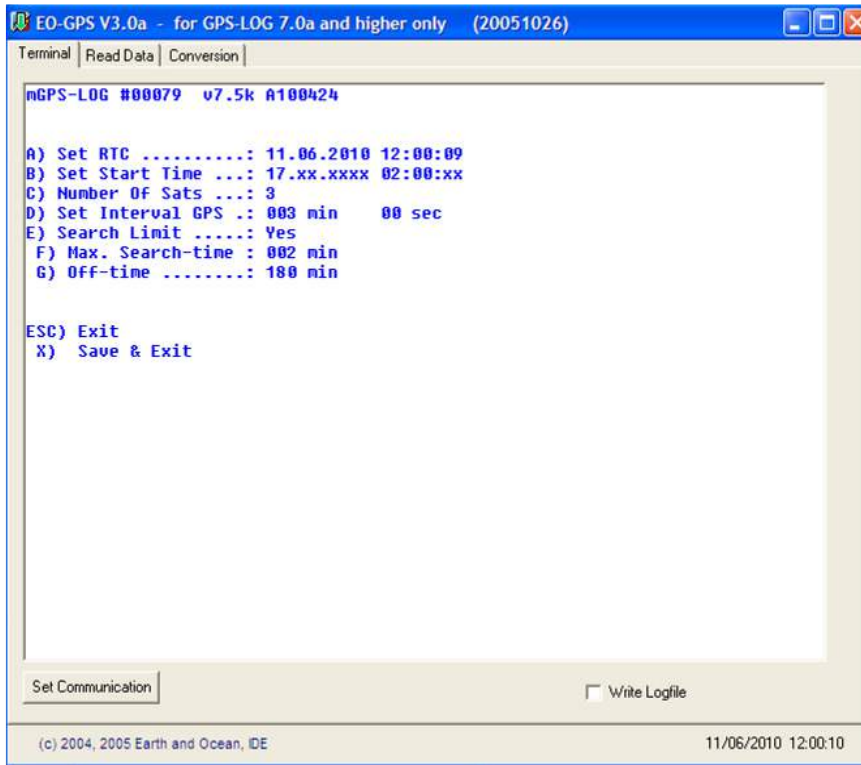 EO-GPS V3.0a - for GPS-LOG 7.0a and higher only (20051026)
Terminal Read Data Conversion
mGPS-LOG #00079 v7.5k A100424
A) Set RTC ..........: 11.06.2010 12:00:09
B) Set Start Time ...: 17.xx.xxxx 02:00:xx
C) Number Of Sats ...: 3
D) Set Interval GPS .: 003 min 00 sec
E) Search Limit .....: Yes
F) Max. Search-time : 002 min
G) Off-time ........: 180 min
ESC) Exit
X) Save & Exit
Set Communication Write Logfile
(c) 2004, 2005 Earth and Ocean, IDE 11/06/2010 12:00:10